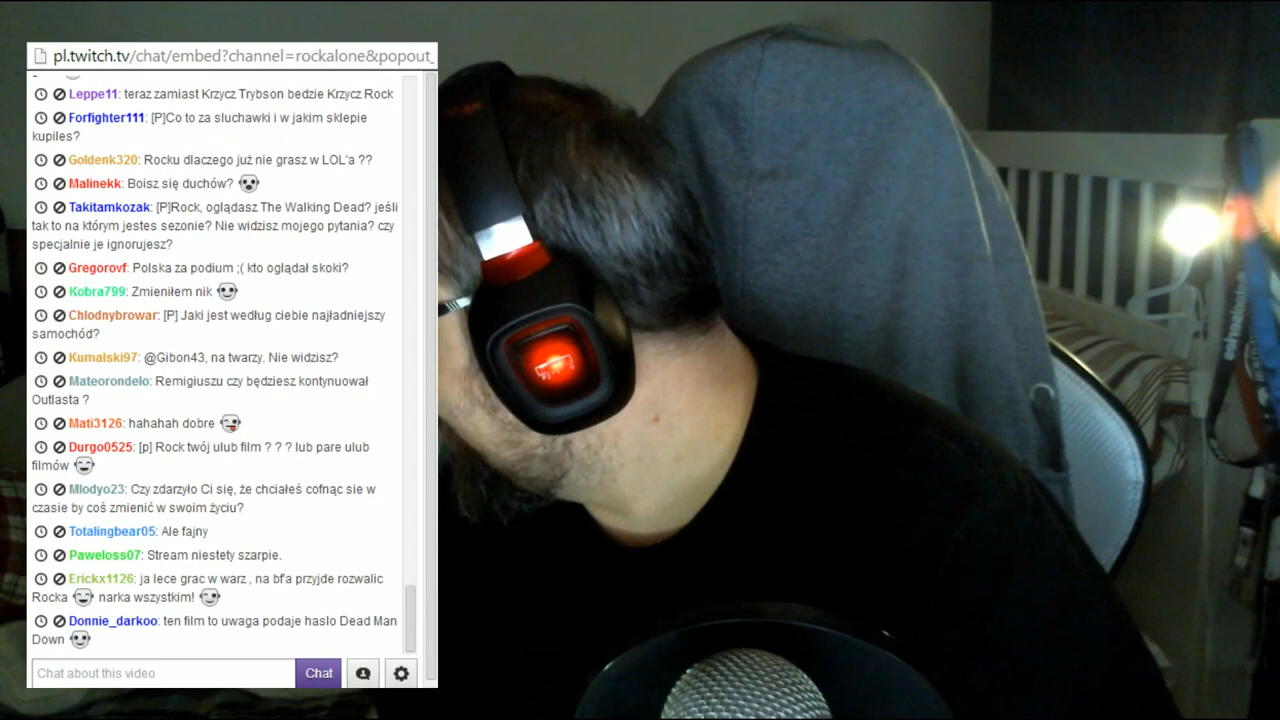 pl.twitch.tv/chat/embed?channel=rockalone&popout_
Leppe11: teraz zamiast Krzycz Trybson bedzie Krzycz Rock
Forfighter111: [P]Co to za sluchawki i w jakim sklepie
kupiles?
Goldenk320: Rocku dlaczego już nie grasz w LOL'a ??
Malinekk: Boisz się duchów?
Takitamkozak: [P]Rock, oglądasz The Walking Dead? jeśli
tak to na którym jestes sezonie? Nie widzisz mojego pytania? czy
specjalnie je ignorujesz?
Gregorovf: Polska za podium ;( kto oglądał skoki?
Kobra799: Zmieniłem nik
Chlodnybrowar: [P] Jaki jest według ciebie najładniejszy
samochód?
Kumalski97: @Gibon43, na twarzy. Nie widzisz?
Mateorondelo: Remigiuszu czy będziesz kontynuował
Outlasta ?
Mati3126: hahahah dobre
Durgo0525: [p] Rock twój ulub film ? ? ? lub pare ulub
filmów
Mlodyo23: Czy zdarzyło Ci się, że chciałeś cofnąc sie w
czasie by coś zmienić w swoim życiu?
Totalingbear05: Ale fajny
Paweloss07: Stream niestety szarpie.
Erickx1126: ja lece grac w warz , na bf'a przyjde rozwalic
Rocka narka wszystkim!
Donnie_darkoo: ten film to uwaga podaje haslo Dead Man
Down
Chat about this video
Chat